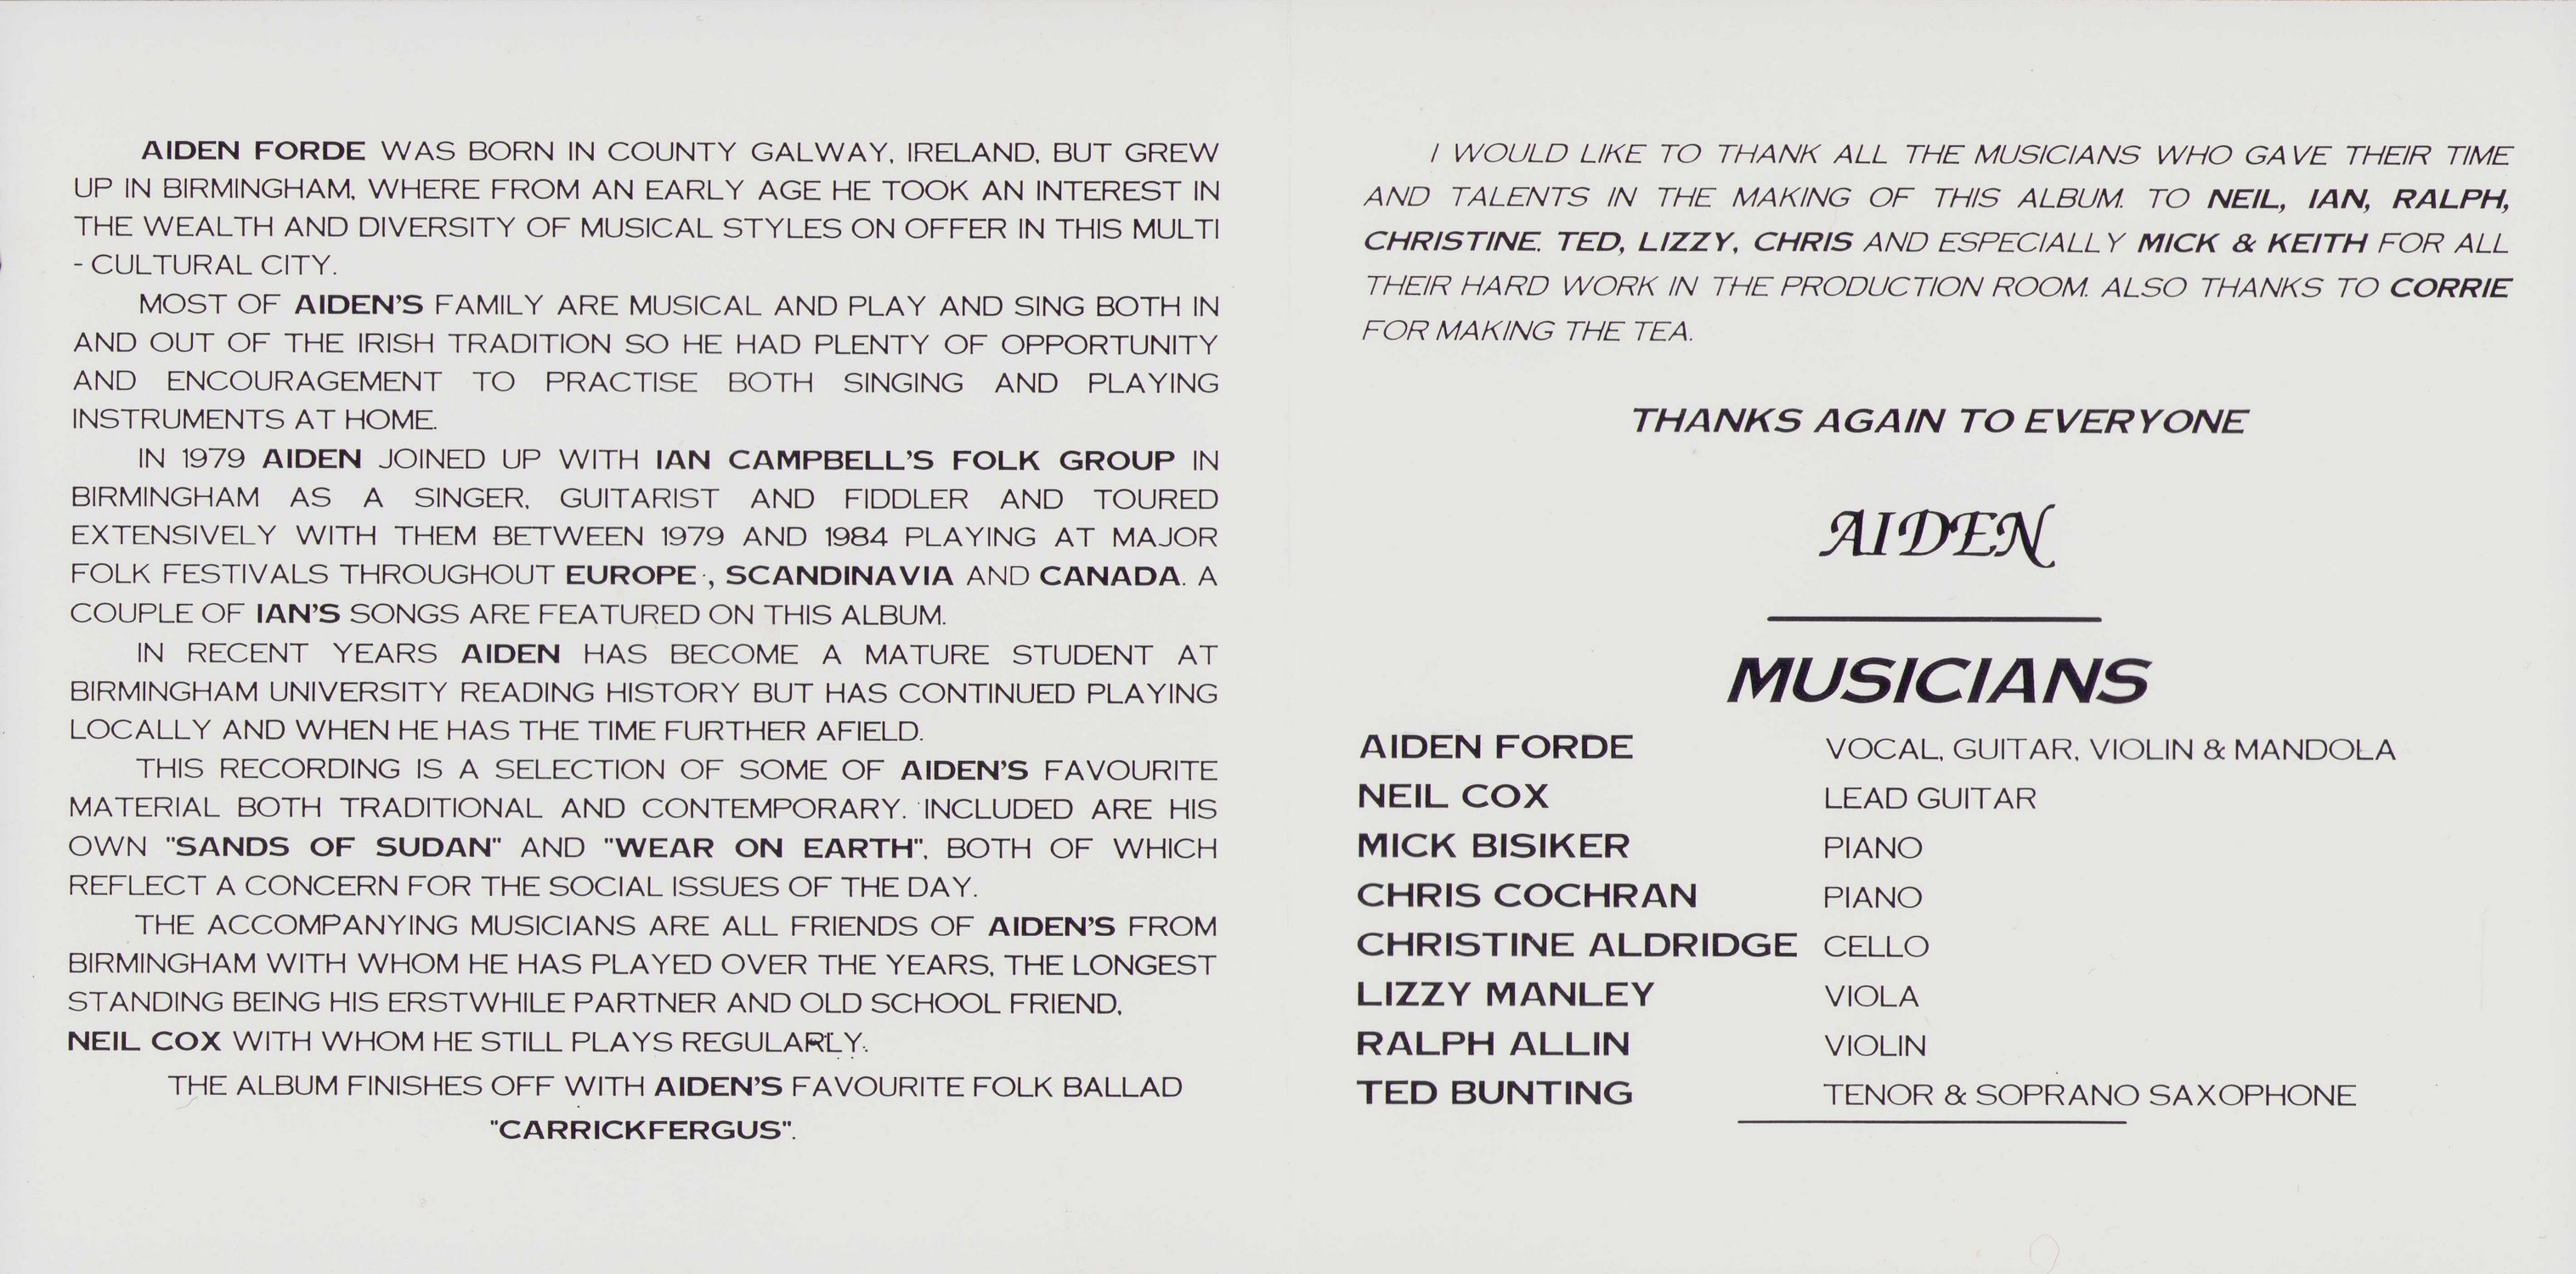 AIDEN FORDE WAS BORN IN COUNTY GALWAY, IRELAND, BUT GREW
UP IN BIRMINGHAM, WHERE FROM AN EARLY AGE HE TOOK AN INTEREST IN
THE WEALTH AND DIVERSITY OF MUSICAL STYLES ON OFFER IN THIS MULTI
- CULTURAL CITY.
MOST OF AIDEN'S FAMILY ARE MUSICAL AND PLAY AND SING BOTH IN
AND OUT OF THE IRISH TRADITION SO HE HAD PLENTY OF OPPORTUNITY
AND ENCOURAGEMENT TO PRACTISE BOTH SINGING AND PLAYING
INSTRUMENTS AT HOME.
IN 1979 AIDEN JOINED UP WITH IAN CAMPBELL'S FOLK GROUP IN
BIRMINGHAM AS A SINGER, GUITARIST AND FIDDLER AND TOURED
EXTENSIVELY WITH THEM BETWEEN 1979 AND 1984 PLAYING AT MAJOR
FOLK FESTIVALS THROUGHOUT EUROPE , SCANDINAVIA AND CANADA. A
COUPLE OF IAN'S SONGS ARE FEATURED ON THIS ALBUM.
IN RECENT YEARS AIDEN HAS BECOME A MATURE STUDENT AT
BIRMINGHAM UNIVERSITY READING HISTORY BUT HAS CONTINUED PLAYING
LOCALLY AND WHEN HE HAS THE TIME FURTHER AFIELD.
THIS RECORDING IS A SELECTION OF SOME OF AIDEN'S FAVOURITE
MATERIAL BOTH TRADITIONAL AND CONTEMPORARY. INCLUDED ARE HIS
OWN "SANDS OF SUDAN" AND "WEAR ON EARTH", BOTH OF WHICH
REFLECT A CONCERN FOR THE SOCIAL ISSUES OF THE DAY.
THE ACCOMPANYING MUSICIANS ARE ALL FRIENDS OF AIDEN'S FROM
BIRMINGHAM WITH WHOM HE HAS PLAYED OVER THE YEARS, THE LONGEST
STANDING BEING HIS ERSTWHILE PARTNER AND OLD SCHOOL FRIEND,
NEIL COX WITH WHOM HE STILL PLAYS REGULARLY.
THE ALBUM FINISHES OFF WITH AIDEN'S FAVOURITE FOLK BALLAD
"CARRICKFERGUS".
I WOULD LIKE TO THANK ALL THE MUSICIANS WHO GAVE THEIR TIME
AND TALENTS IN THE MAKING OF THIS ALBUM. TO NEIL, IAN, RALPH,
CHRISTINE. TED, LIZZY, CHRIS AND ESPECIALLY MICK & KEITH FOR ALL
THEIR HARD WORK IN THE PRODUCTION ROOM. ALSO THANKS TO CORRIE
FOR MAKING THE TEA.
THANKS AGAIN TO EVERYONE
AIDEN
MUSICIANS
AIDEN FORDE VOCAL, GUITAR, VIOLIN & MANDOLA
NEIL COX LEAD GUITAR
MICK BISIKER PIANO
CHRIS COCHRAN PIANO
CHRISTINE ALDRIDGE CELLO
LIZZY MANLEY VIOLA
RALPH ALLIN VIOLIN
TED BUNTING TENOR & SOPRANO SAXOPHONE